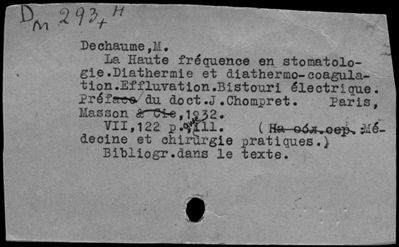 Dm 293+ H
Dechaume,M.
La Haute fréquence en stomatolo-
gie.Diathermie et diathermo-coagula-
tion.Effluvation.Bistouri électrique.
Préface du doct.J.Chompret. Paris,
Masson & Cie,1932.
VII,122 p. ill. (На обл.сер. Mé-
decine et chirurgie pratiques.)
Bibliogr.dans le texte.